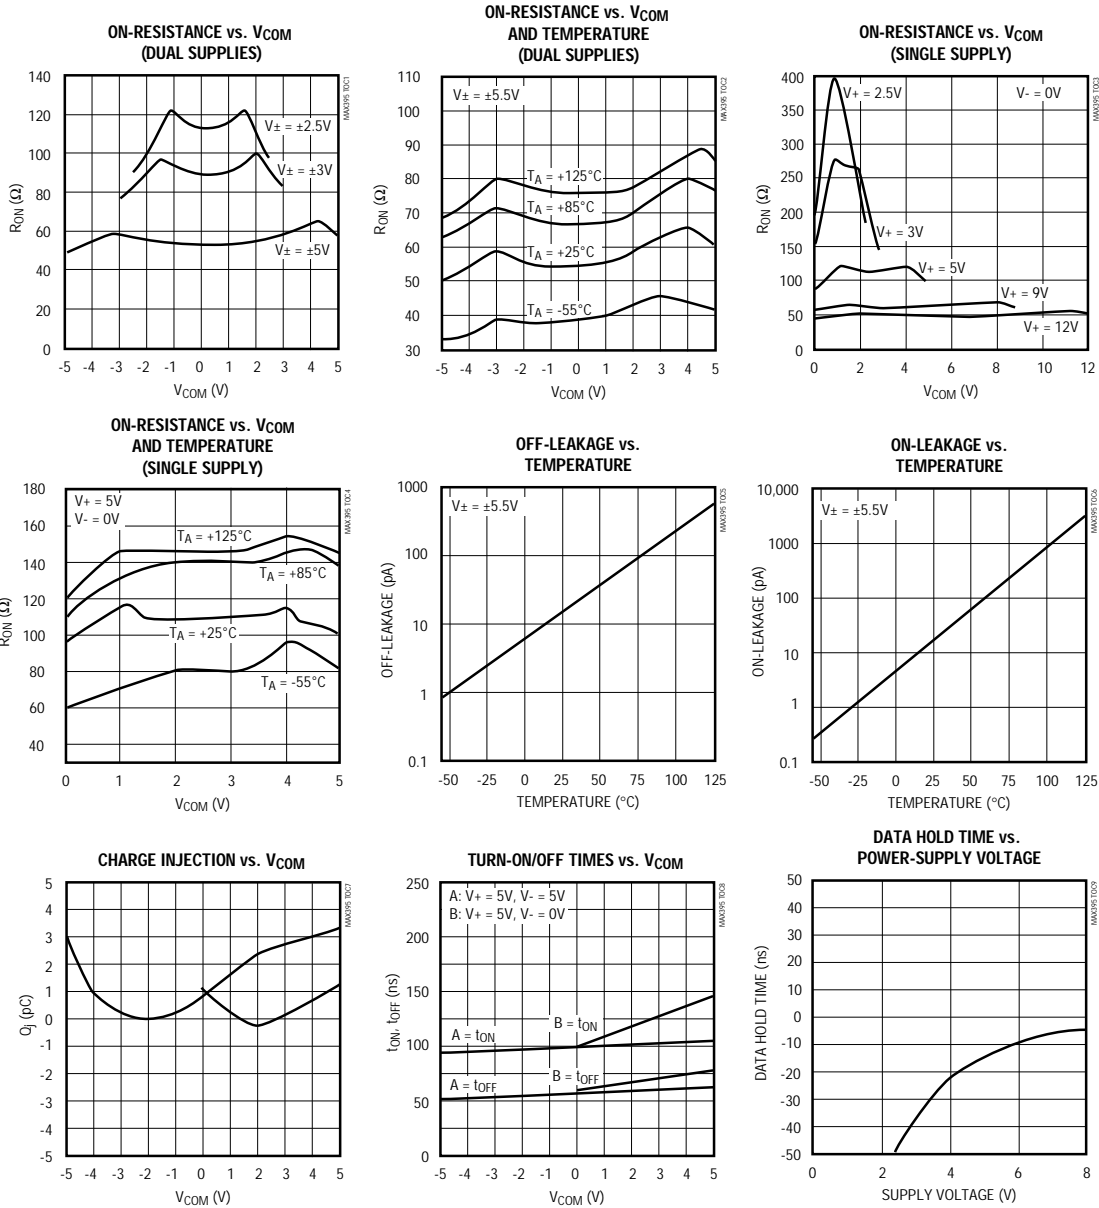 ON-RESISTANCE vs. VCOM
(DUAL SUPPLIES)
140
120
100
80
60
40
20
0
RON (Ω)
V± = ±2.5V
V± = ±3V
V± = ±5V
-5 -4 -3 -2 -1 0 1 2 3 4 5
VCOM (V)
MAX395 TOC1
ON-RESISTANCE vs. VCOM
AND TEMPERATURE
(DUAL SUPPLIES)
110
100
90
80
70
60
50
40
30
RON (Ω)
V± = ±5.5V
TA = +125°C
TA = +85°C
TA = +25°C
TA = -55°C
-5 -4 -3 -2 -1 0 1 2 3 4 5
VCOM (V)
MAX395 TOC2
ON-RESISTANCE vs. VCOM
(SINGLE SUPPLY)
400
350
300
250
200
150
100
50
0
RON (Ω)
V+ = 2.5V
V- = 0V
V+ = 3V
V+ = 5V
V+ = 9V
V+ = 12V
0 2 4 6 8 10 12
VCOM (V)
MAX395 TOC3
ON-RESISTANCE vs. VCOM
AND TEMPERATURE
(SINGLE SUPPLY)
180
160
140
120
100
80
60
40
RON (Ω)
V+ = 5V
V- = 0V
TA = +125°C
TA = +85°C
TA = +25°C
TA = -55°C
0 1 2 3 4 5
VCOM (V)
MAX395 TOC4
OFF-LEAKAGE vs.
TEMPERATURE
1000
100
10
1
0.1
OFF-LEAKAGE (pA)
V± = ±5.5V
-50 -25 0 25 50 75 100 125
TEMPERATURE (°C)
MAX395 TOC5
ON-LEAKAGE vs.
TEMPERATURE
10,000
1000
100
10
1
0.1
ON-LEAKAGE (pA)
V± = ±5.5V
-50 -25 0 25 50 75 100 125
TEMPERATURE (°C)
MAX395 TOC6
CHARGE INJECTION vs. VCOM
5
4
3
2
1
0
-1
-2
-3
-4
-5
Qj (pC)
-5 -4 -3 -2 -1 0 1 2 3 4 5
VCOM (V)
MAX395 TOC7
TURN-ON/OFF TIMES vs. VCOM
250
200
150
100
50
0
tON, tOFF (ns)
A: V+ = 5V, V- = 5V
B: V+ = 5V, V- = 0V
B = tON
A = tON
B = tOFF
A = tOFF
-5 -4 -3 -2 -1 0 1 2 3 4 5
VCOM (V)
MAX395 TOC8
DATA HOLD TIME vs.
POWER-SUPPLY VOLTAGE
50
40
30
20
10
0
-10
-20
-30
-40
-50
DATA HOLD TIME (ns)
0 2 4 6 8
SUPPLY VOLTAGE (V)
MAX395 TOC9